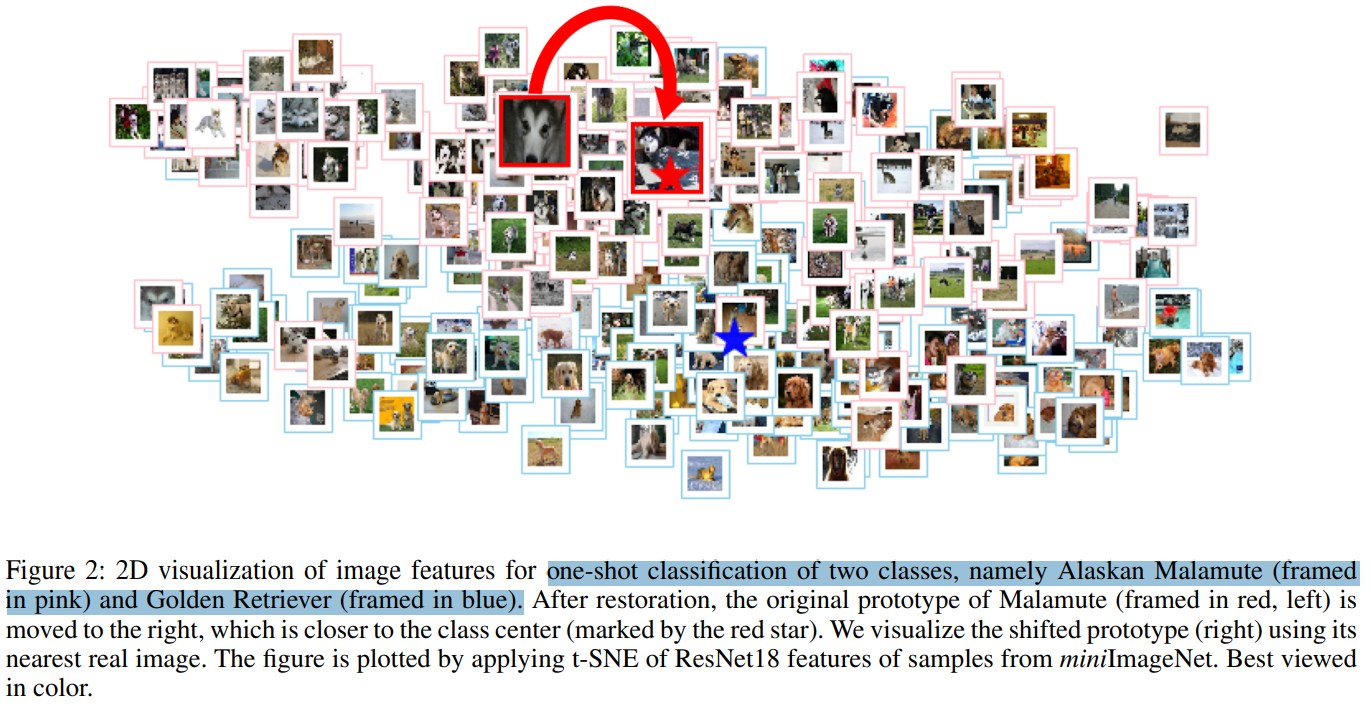 Figure 2: 2D visualization of image features for one-shot classification of two classes, namely Alaskan Malamute (framed
in pink) and Golden Retriever (framed in blue). After restoration, the original prototype of Malamute (framed in red, left) is
moved to the right, which is closer to the class center (marked by the red star). We visualize the shifted prototype (right) using its
nearest real image. The figure is plotted by applying t-SNE of ResNet18 features of samples from miniImageNet. Best viewed
in color.